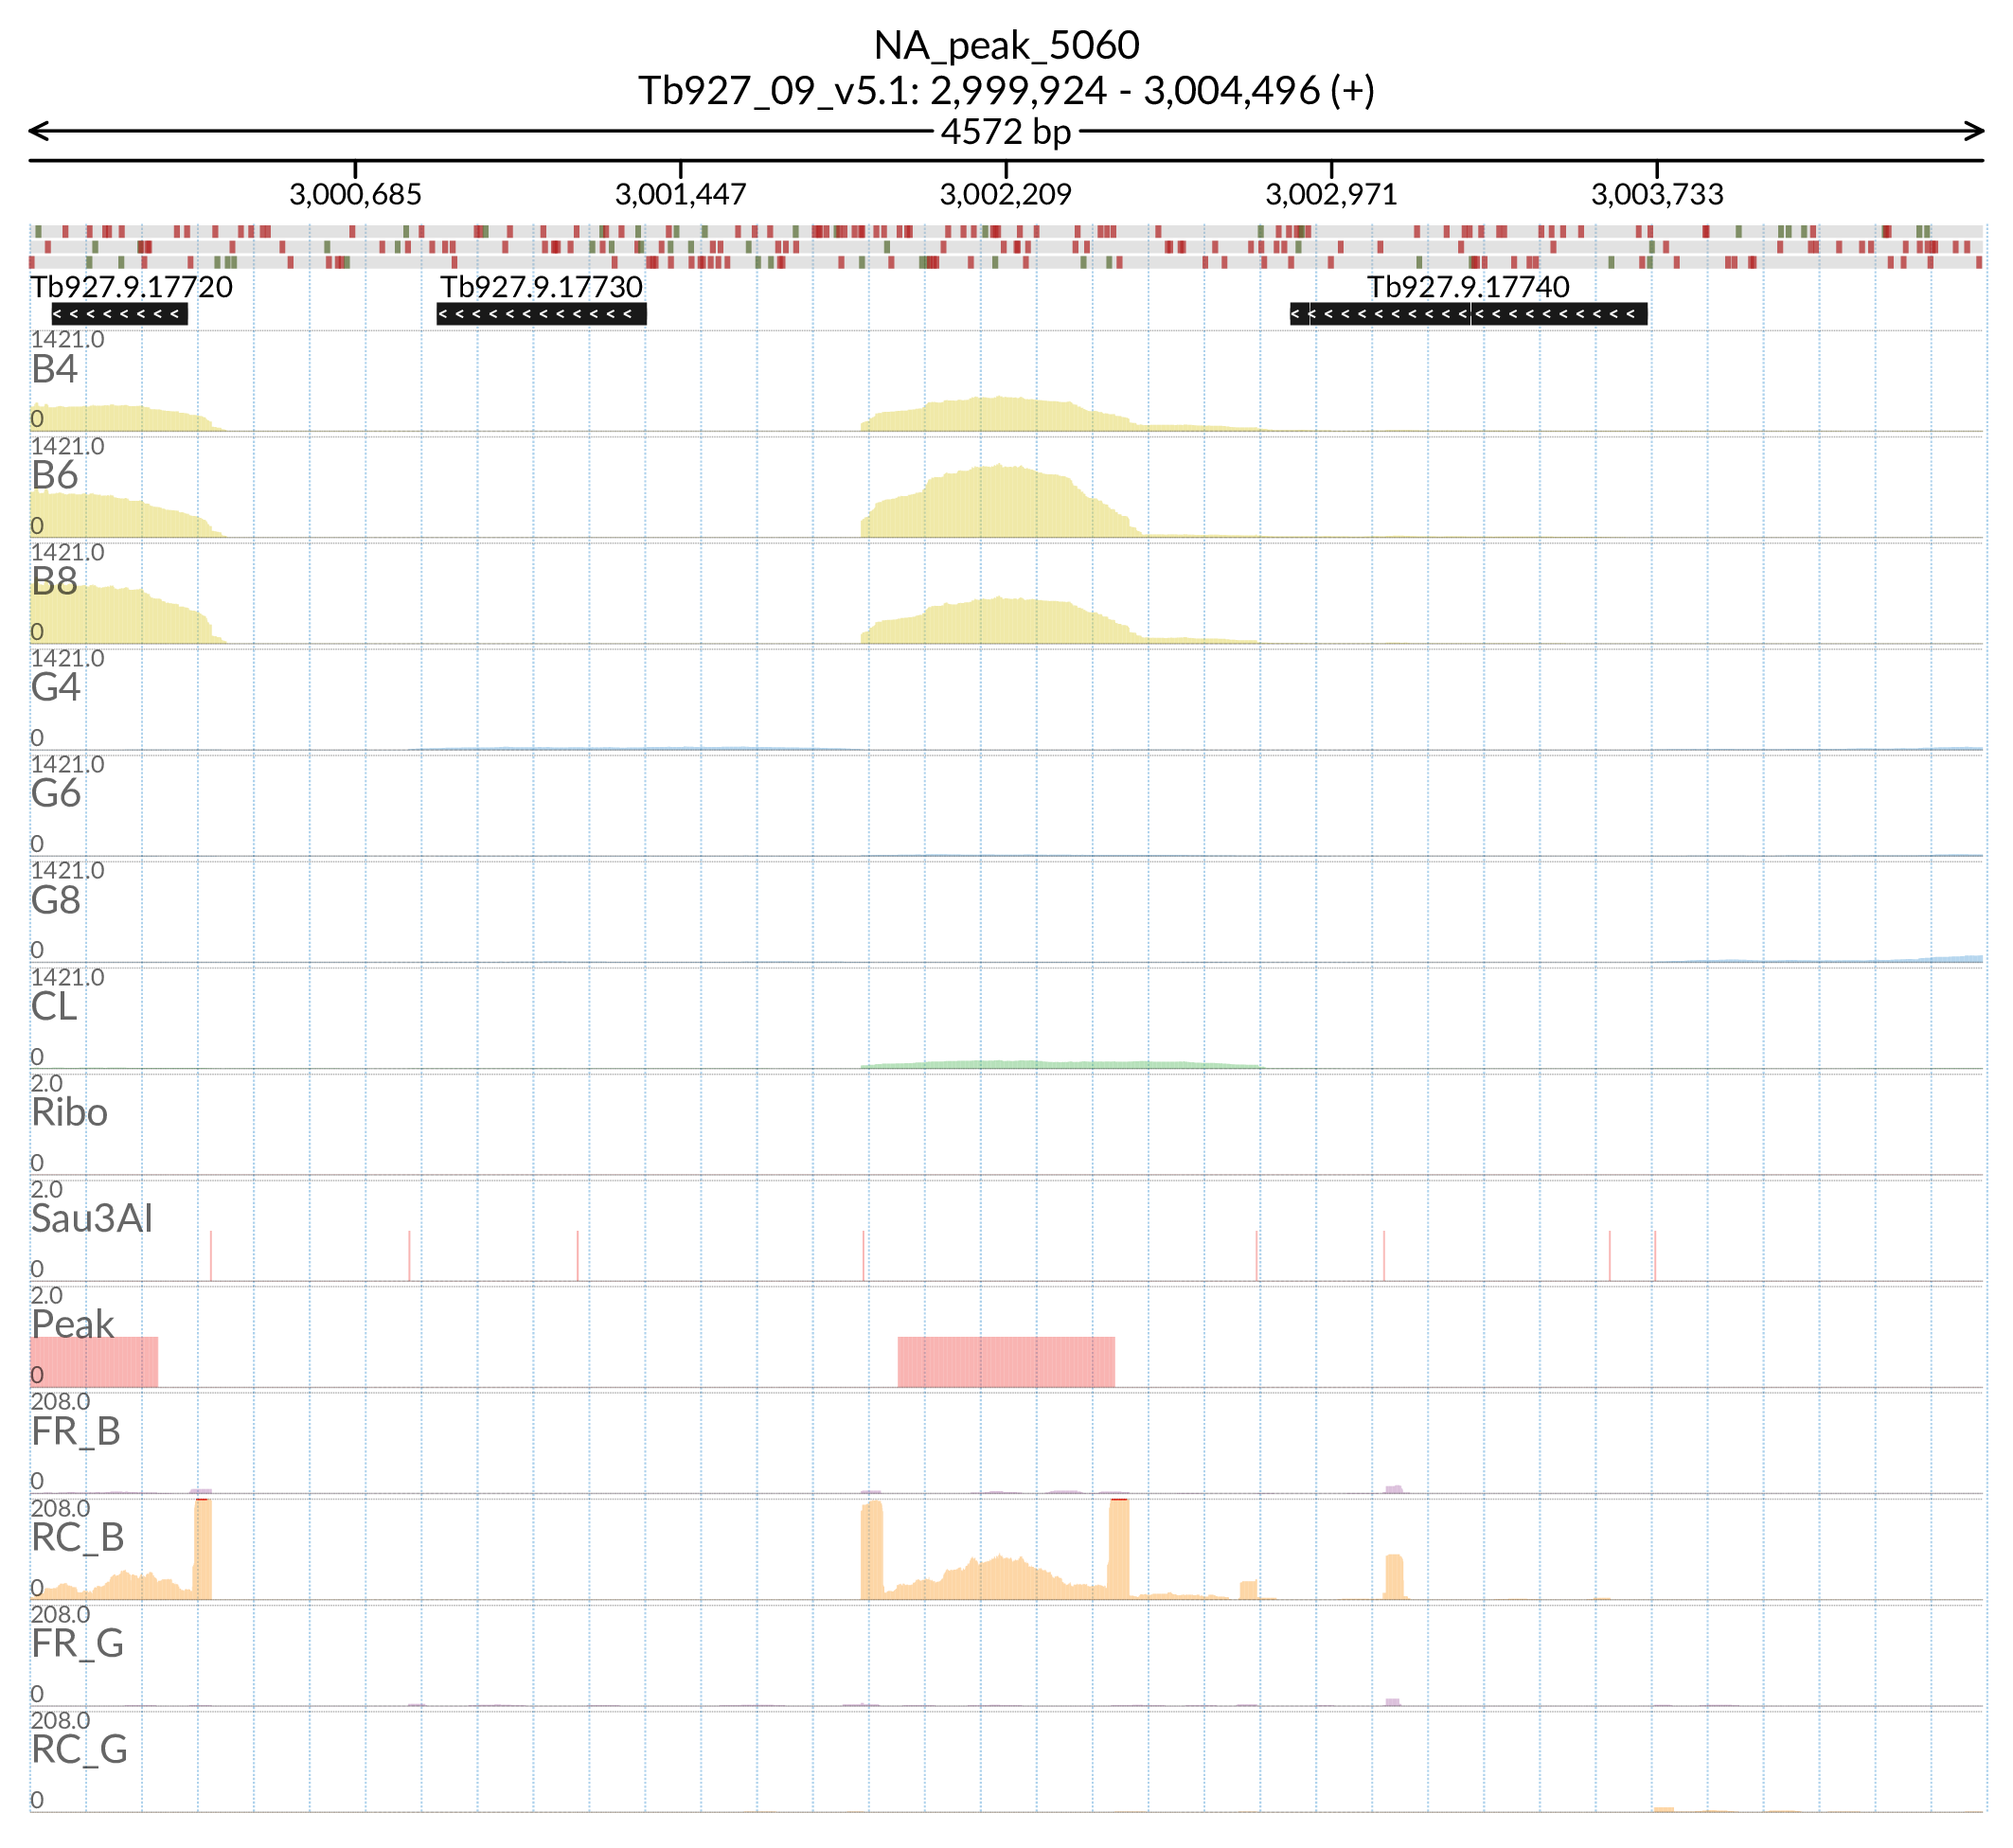 NA_peak_5060
Tb927_09_v5.1: 2,999,924 - 3,004,496 (+)
4572 bp
3,000,685 3,001,447 3,002,209 3,002,971 3,003,733
Tb927.9.17720 Tb927.9.17730 Tb927.9.17740
1421.0
B4
0
1421.0
B6
0
1421.0
B8
0
1421.0
G4
0
1421.0
G6
0
1421.0
G8
0
1421.0
CL
0
2.0
Ribo
0
2.0
Sau3AI
0
2.0
Peak
0
208.0
FR_B
0
208.0
RC_B
0
208.0
FR_G
0
208.0
RC_G
0